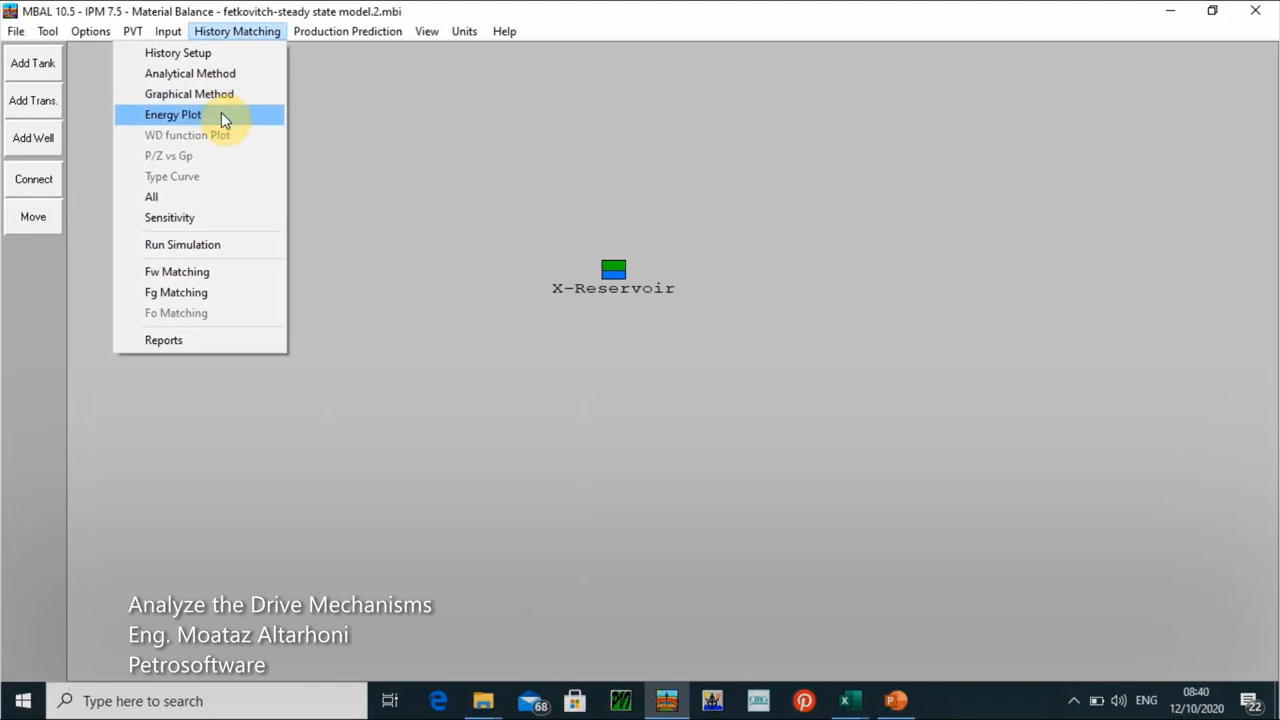 MBAL 10.5 - IPM 7.5 - Material Balance - fetkovitch-steady state model.2.mbi
File Tool Options PVT Input History Matching Production Prediction View Units Help
Add Tank
Add Trans.
Add Well
Connect
Move
History Setup
Analytical Method
Graphical Method
Energy Plot
WD function Plot
P/Z vs Gp
Type Curve
All
Sensitivity
Run Simulation
Fw Matching
Fg Matching
Fo Matching
Reports
X-Reservoir
Analyze the Drive Mechanisms
Eng. Moataz Altarhoni
Petrosoftware
Type here to search
68
CMG
ENG
08:40
12/10/2020
22